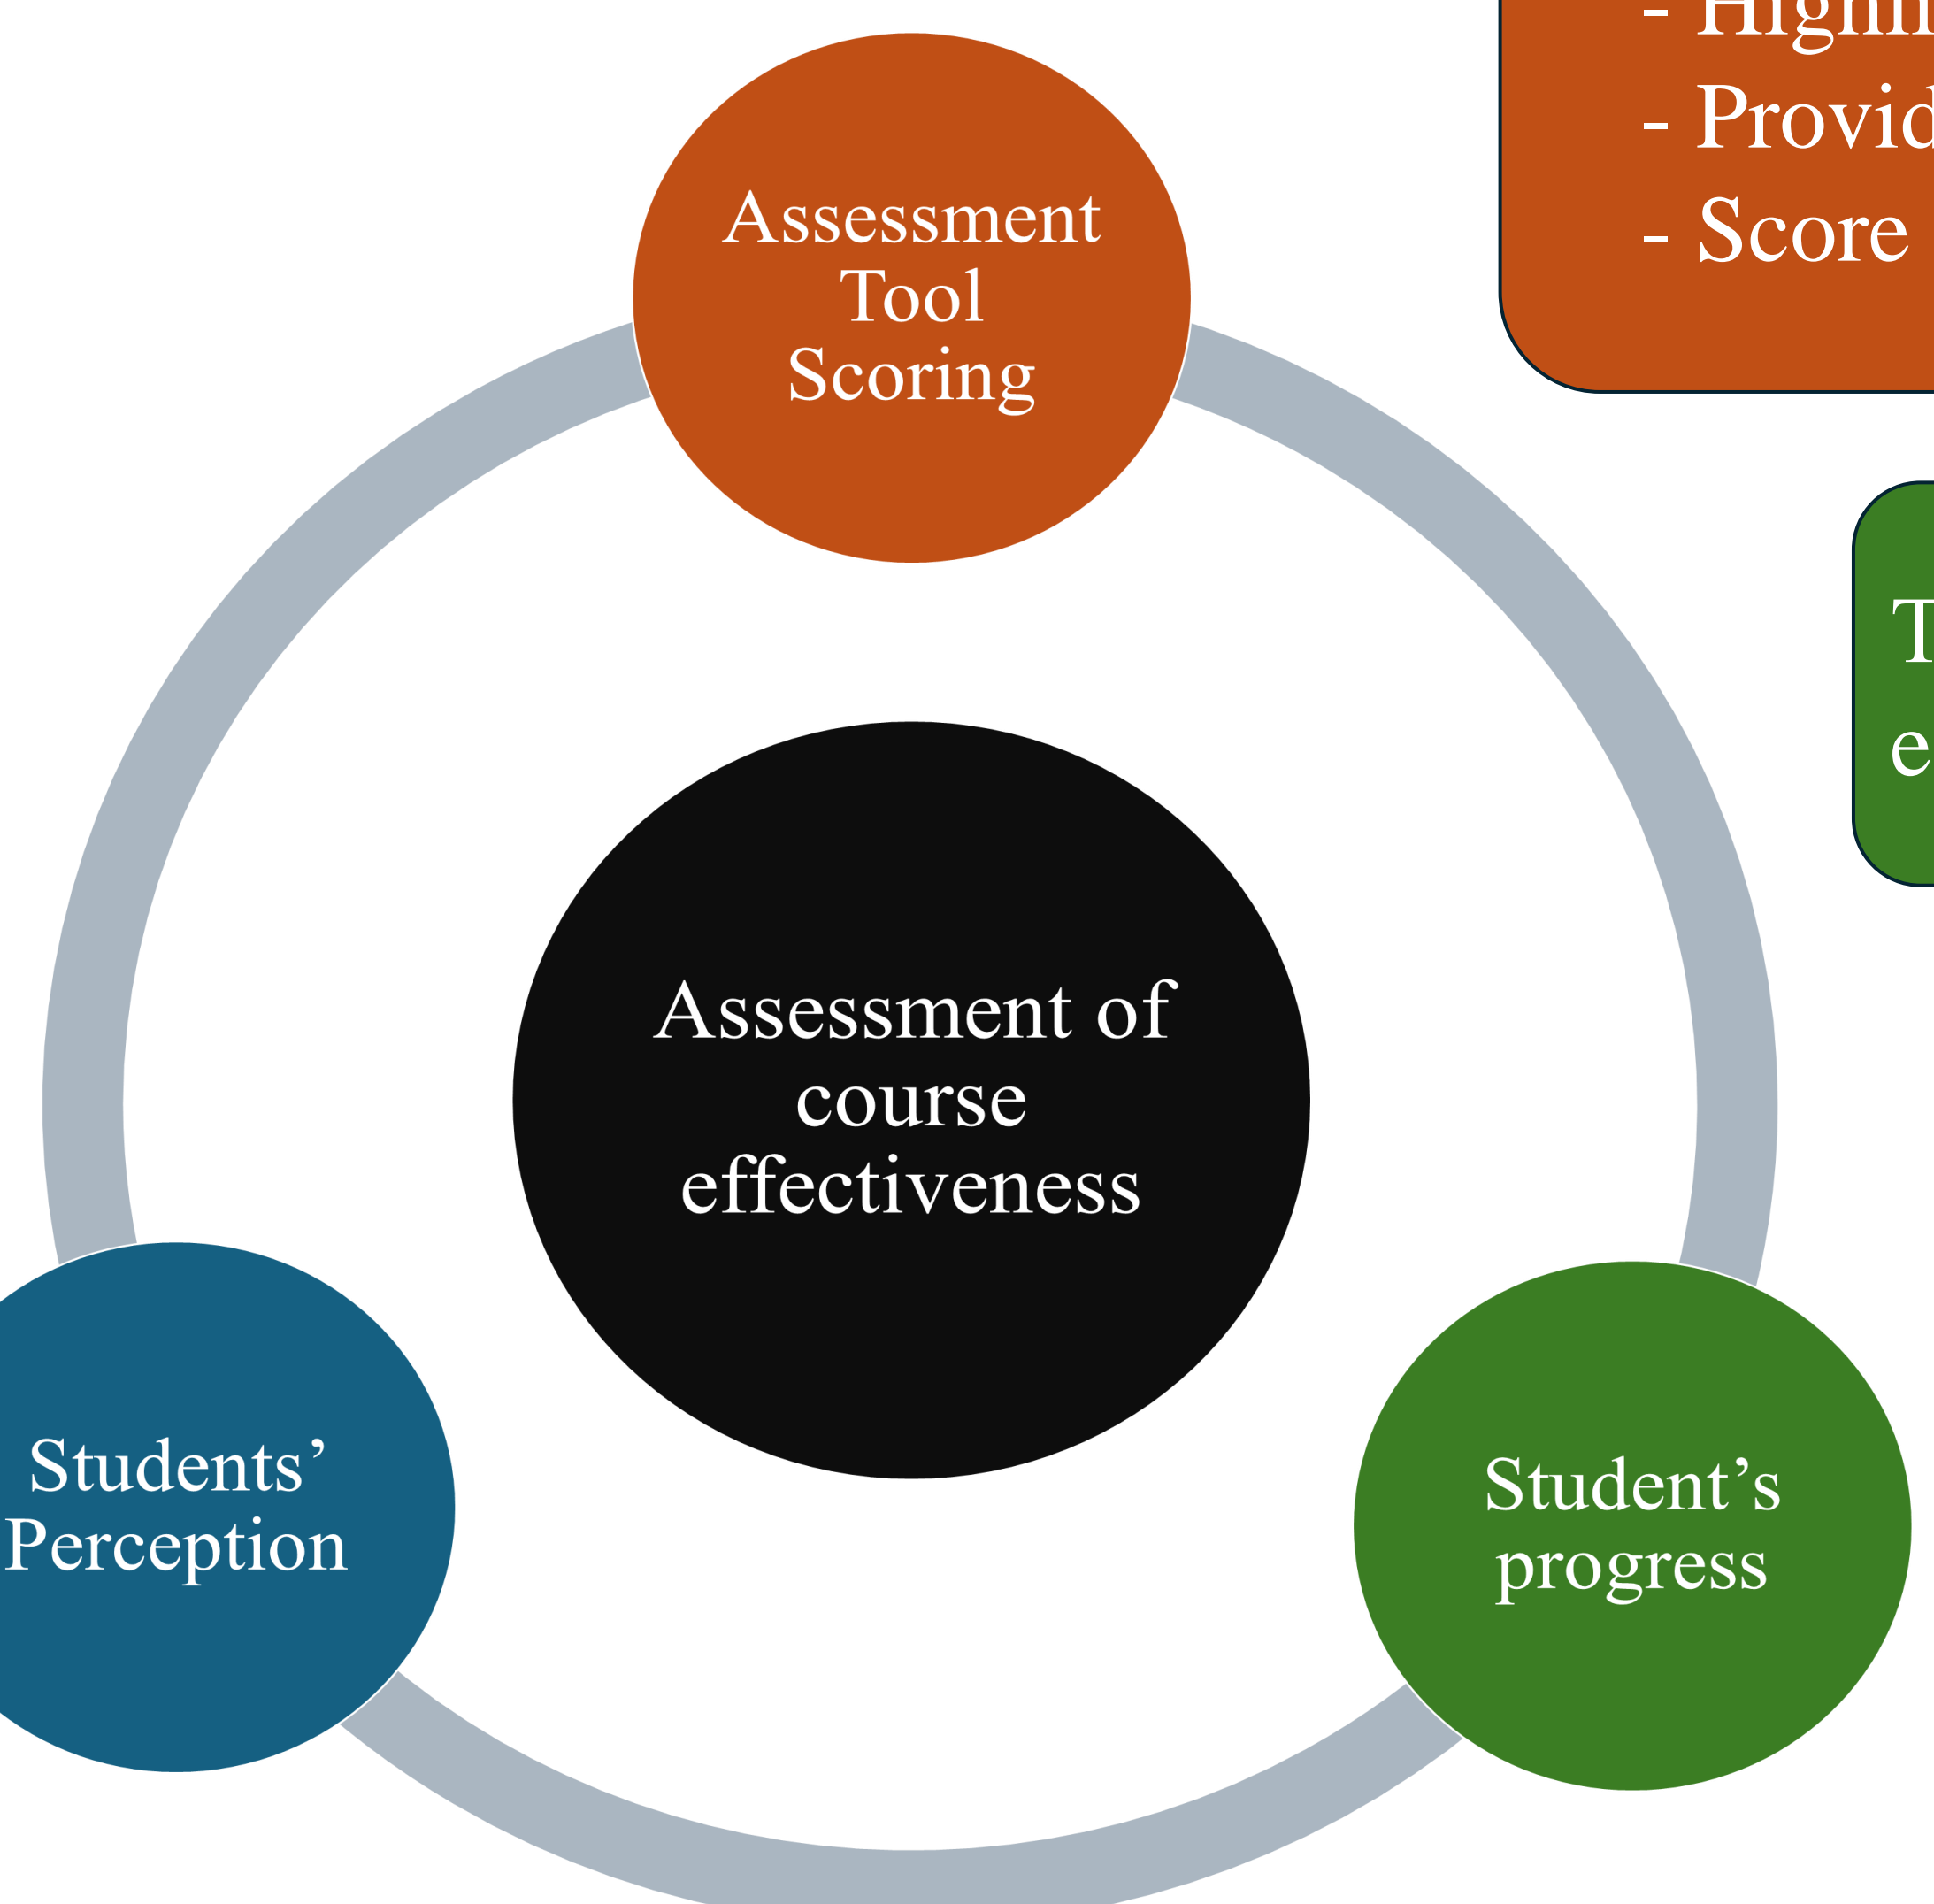 Assessment
Tool
Scoring
- Score
Assessment of
course
effectiveness
Students’
Perception
Student’s
progress